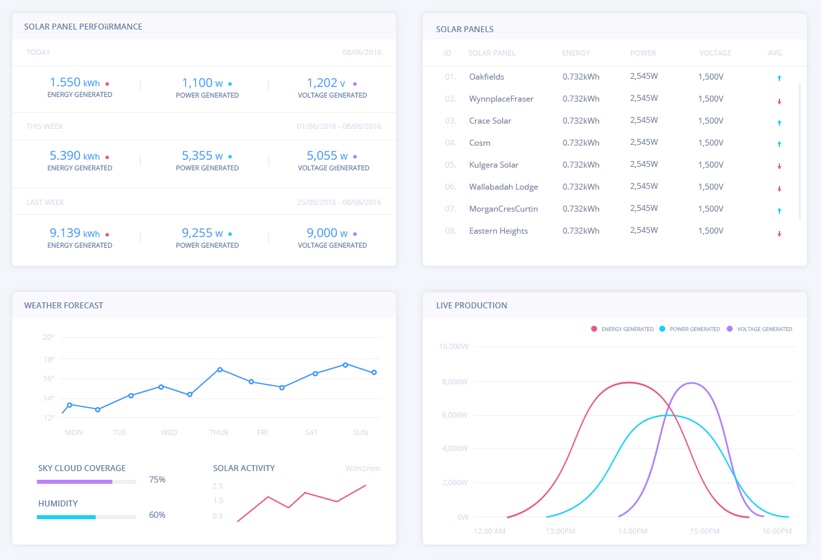 SOLAR PANEL PERFOiiRMANCE
TODAY 08/06/2016
1.550 kWh 1,100 W 1,202 V
ENERGY GENERATED POWER GENERATED VOLTAGE GENERATED
THIS WEEK 01/06/2016 - 08/06/2016
5.390 kWh 5,355 W 5,055 W
ENERGY GENERATED POWER GENERATED VOLTAGE GtENERATED
LAST WEEK 25/05/2016 - 08/06/2016
9.139 kWh 9,255 W 9,000 W
ENERGY GENERATED POWER GENERATED VOLTAGE GENERATED
SOLAR PANELS
ID SOLAR PANEL ENERGY POWER VOLTAGE AVG.
01. Oakfields 0.732kWh 2,545W 1,500V
02. WynnplaceFraser 0.732kWh 2,545W 1,500V
03. Crace Solar 0.732kWh 2,545W 1,500V
04. Cosm 0.732kWh 2,545W 1,500V
05. Kulgera Solar 0.732kWh 2,545W 1,500V
06. Wallabadah Lodge 0.732kWh 2,545W 1,500V
07. MorganCresCurtin 0.732kWh 2,545W 1,500V
08. Eastern Heights 0.732kWh 2,545W 1,500V
WEATHER FORECAST
20°
18°
16°
14°
12°
MON TUE WED THUR FRI SAT SUN
SKY CLOUD COVERAGE
75%
HUMIDITY
60%
SOLAR ACTIVITY W/m2/nm
2.5
1.5
0.5
LIVE PRODUCTION
ENERGY GENERATED POWER GENERATED VOLTAGE GENERATED
10,000W
8,000W
6,000W
4,000W
2,000W
0W
12:00 AM 13:00PM 14:00PM 15:00PM 16:00PM